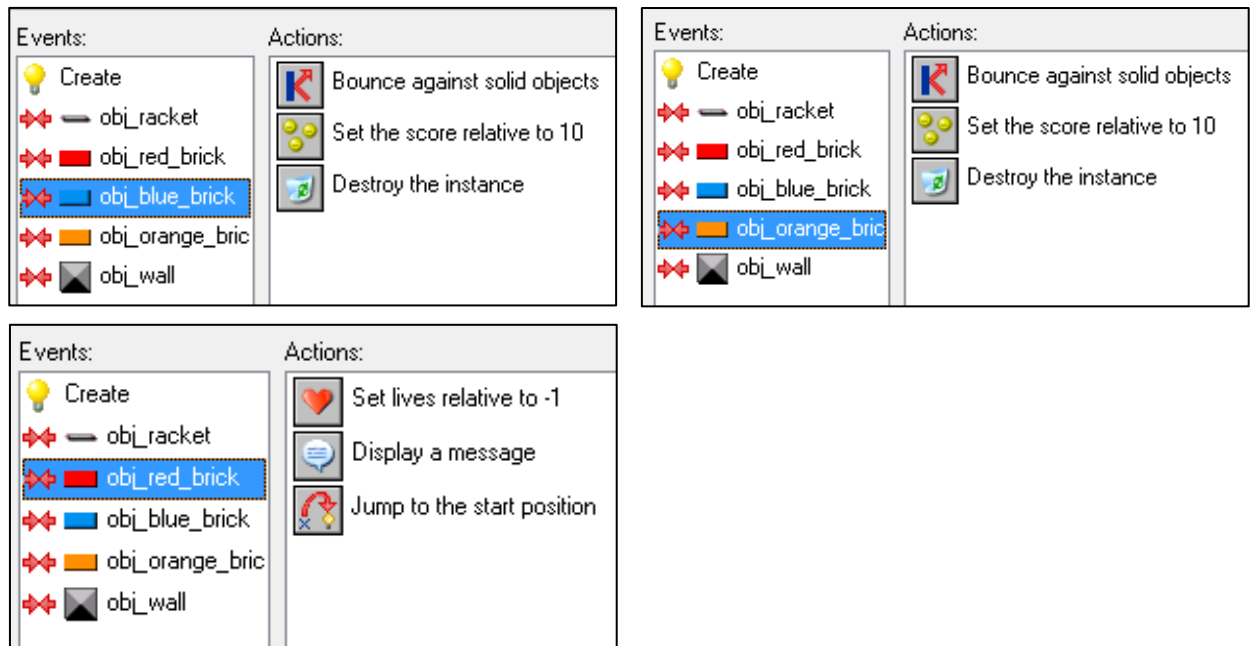 Events:
Actions:
Create
obj_racket
obj_red_brick
obj_blue_brick
obj_orange_bric
obj_wall
Bounce against solid objects
Set the score relative to 10
Destroy the instance
Events:
Actions:
Create
obj_racket
obj_red_brick
obj_blue_brick
obj_orange_bric
obj_wall
Bounce against solid objects
Set the score relative to 10
Destroy the instance
Events:
Actions:
Create
obj_racket
obj_red_brick
obj_blue_brick
obj_orange_bric
obj_wall
Set lives relative to -1
Display a message
Jump to the start position